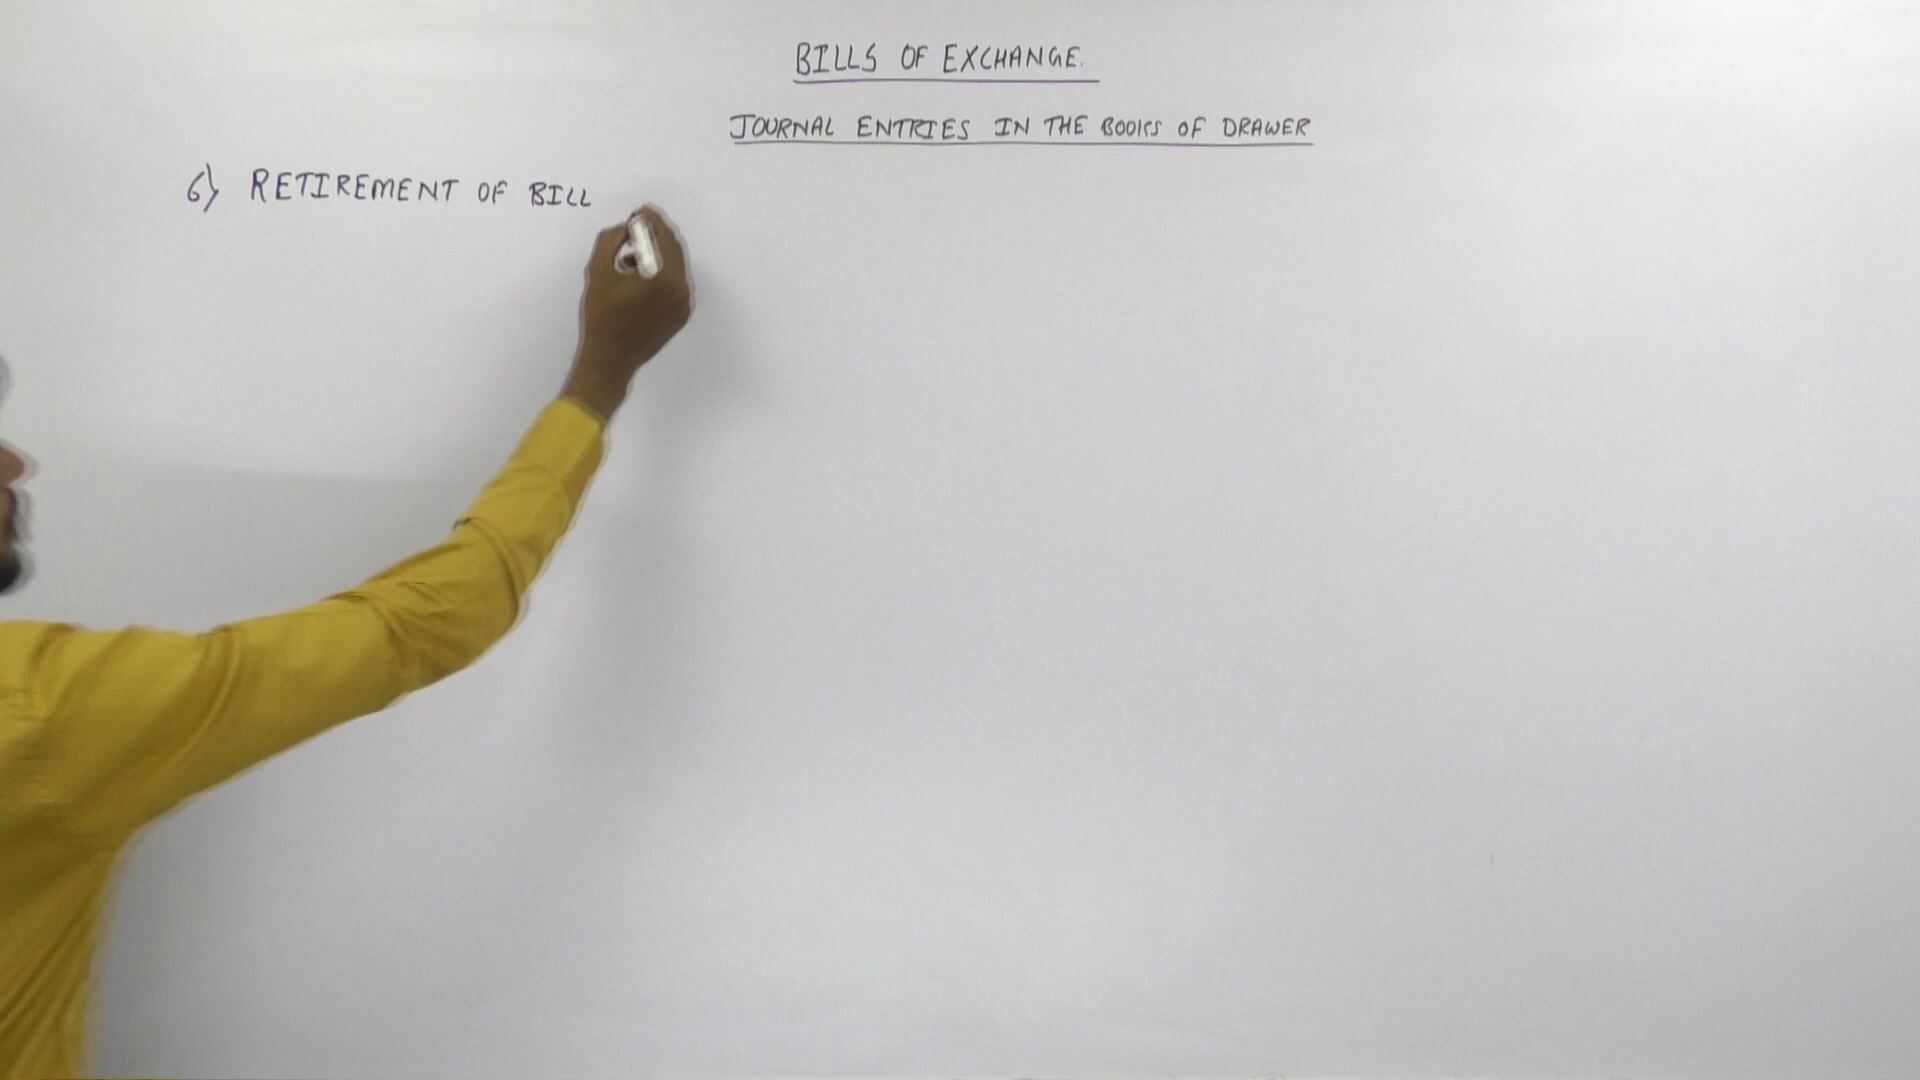 BILLS OF EXCHANGE.
JOURNAL ENTRIES IN THE BOOKS OF DRAWER
6) RETIREMENT OF BILL